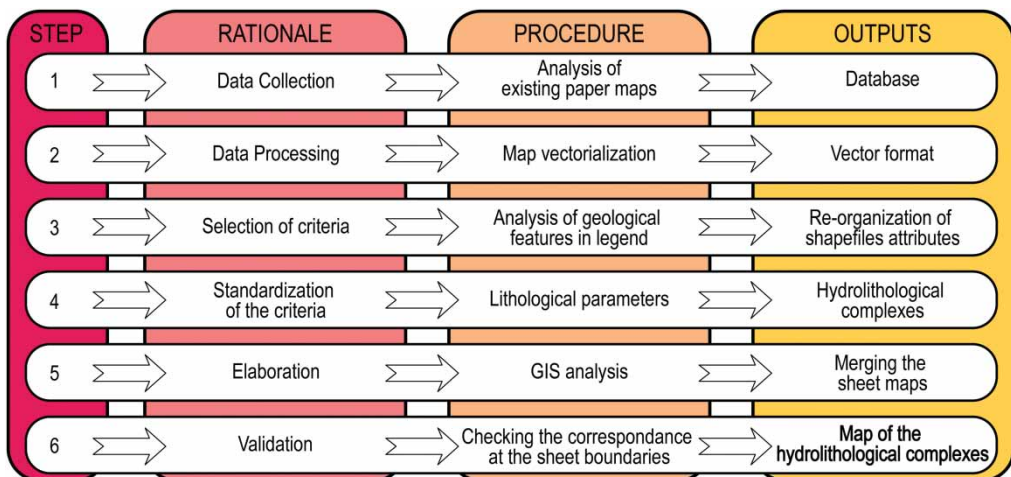 STEP RATIONALE PROCEDURE OUTPUTS
1 Data Collection Analysis of existing paper maps Database
2 Data Processing Map vectorialization Vector format
3 Selection of criteria Analysis of geological features in legend Re-organization of shapefiles attributes
4 Standardization of the criteria Lithological parameters Hydrolithological complexes
5 Elaboration GIS analysis Merging the sheet maps
6 Validation Checking the correspondance at the sheet boundaries Map of the hydrolithological complexes